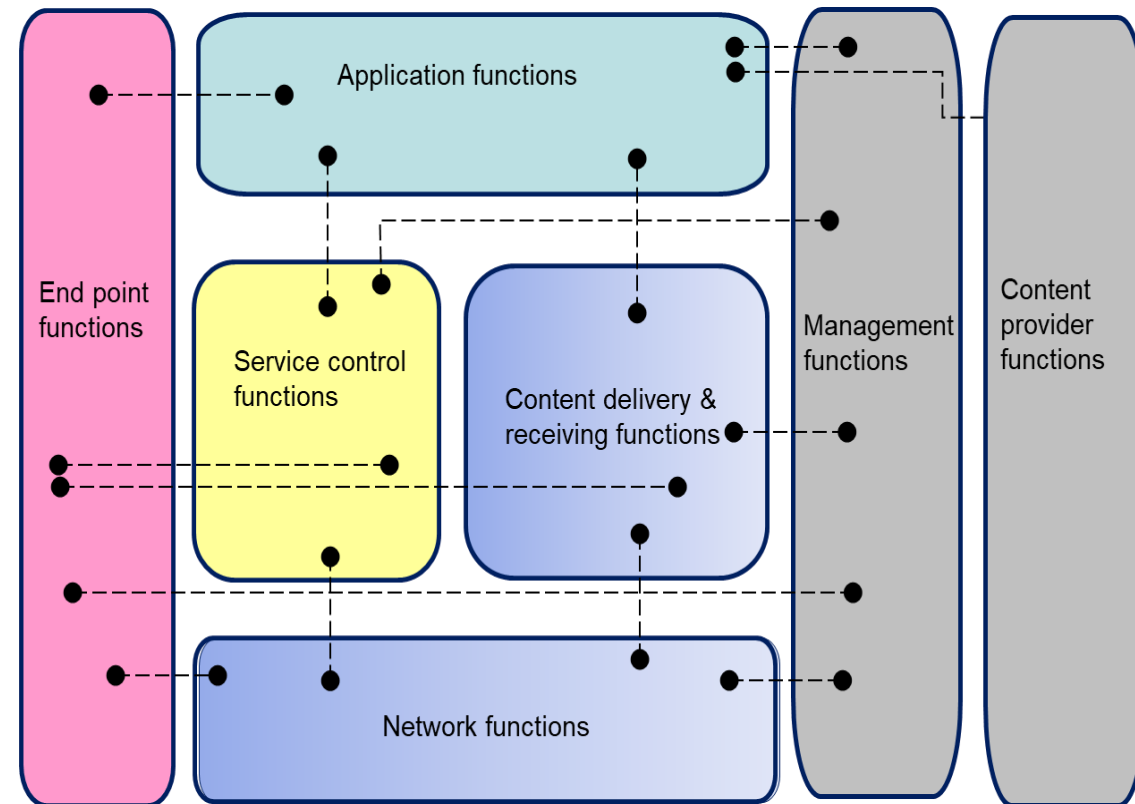 Application functions
End point
functions
Service control
functions
Content delivery &
receiving functions
Management
functions
Content
provider
functions
Network functions